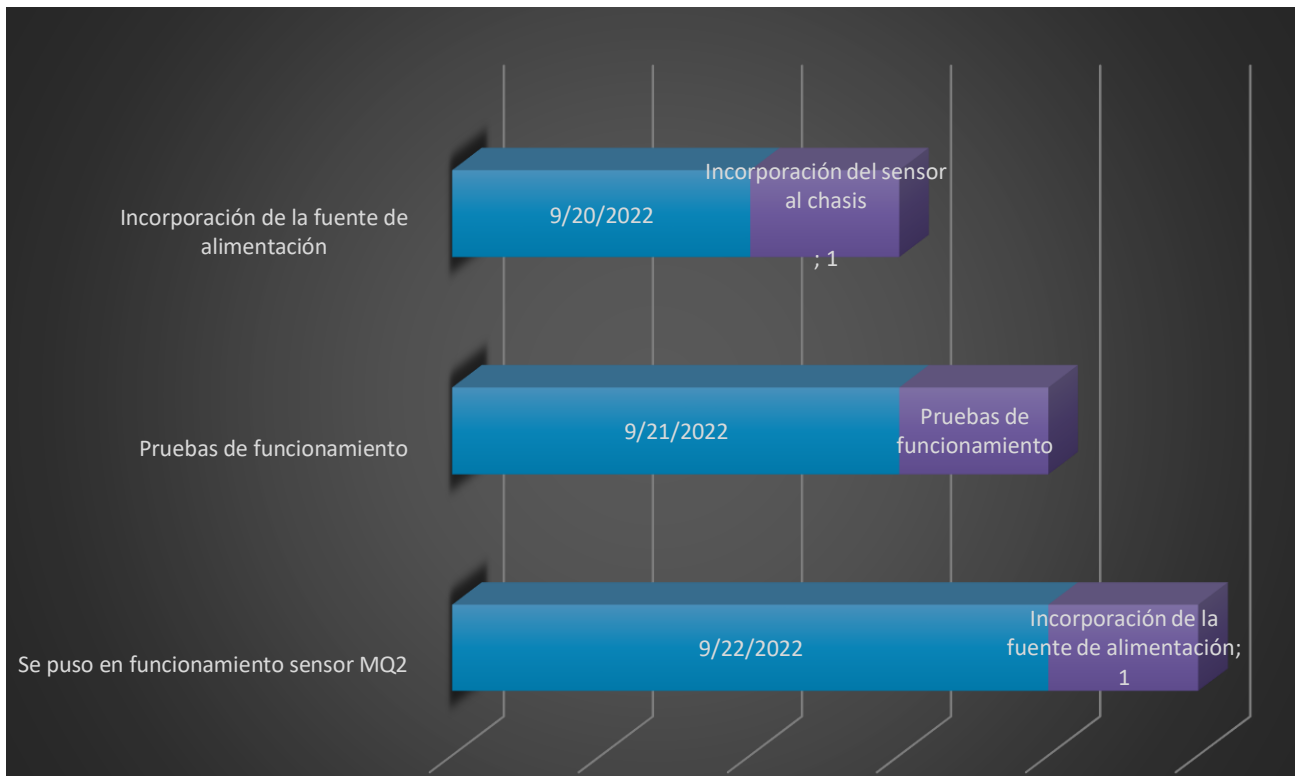 Incorporación de la fuente de
alimentación
9/20/2022
Incorporación del sensor
al chasis
; 1
Pruebas de funcionamiento
9/21/2022
Pruebas de
funcionamiento
Se puso en funcionamiento sensor MQ2
9/22/2022
Incorporación de la
fuente de alimentación;
1